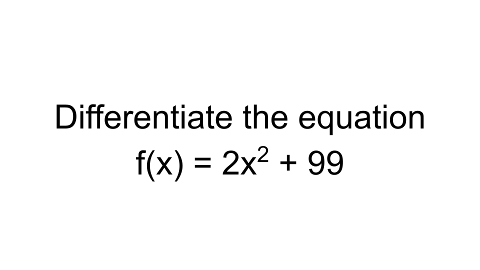 Differentiate the equation
f(x) = 2x² + 99